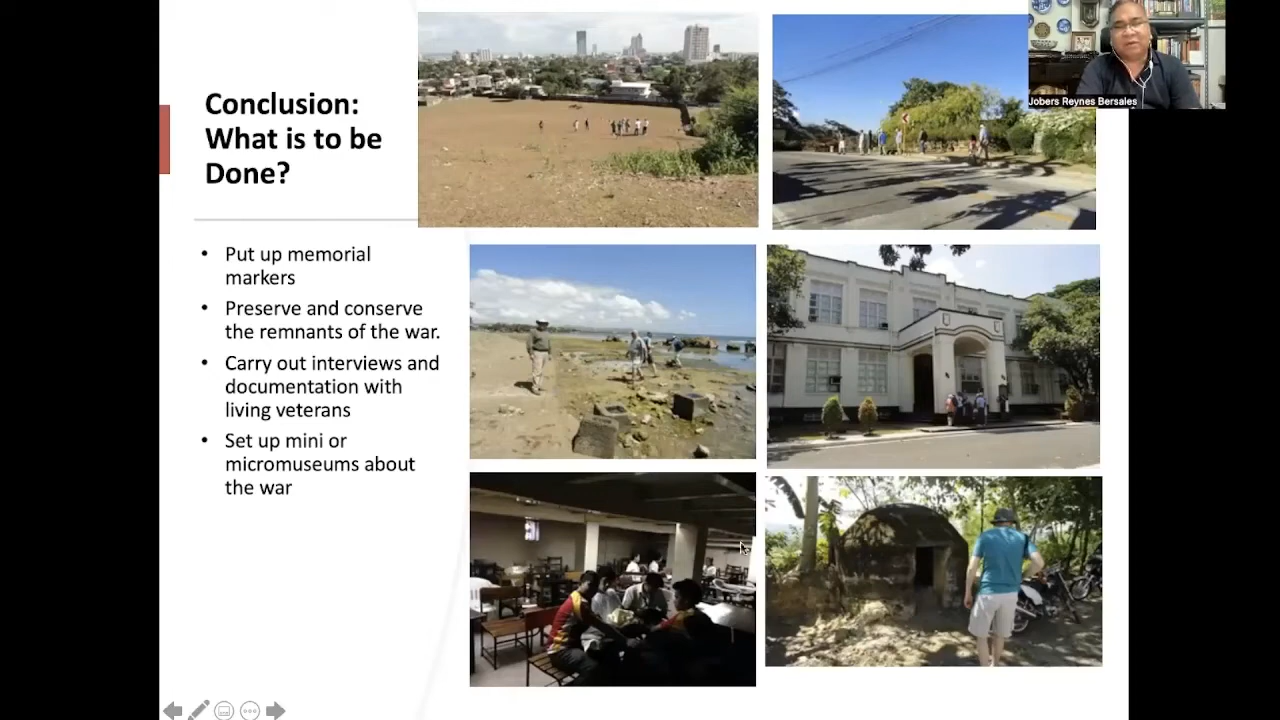 Conclusion:
What is to be
Done?
• Put up memorial
markers
• Preserve and conserve
the remnants of the war.
• Carry out interviews and
documentation with
living veterans
• Set up mini or
micromuseums about
the war
Jobers Reynes Bersales